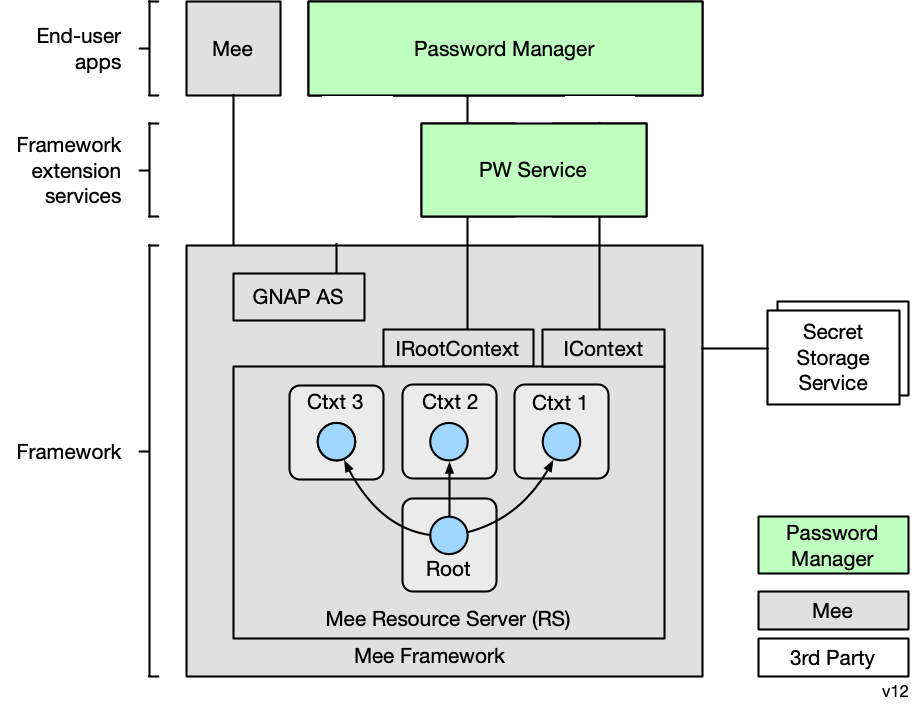 End-user
apps
Mee
Password Manager
Framework
extension
services
PW Service
Framework
GNAP AS
IRootContext
IContext
Ctxt 3
Ctxt 2
Ctxt 1
Root
Mee Resource Server (RS)
Mee Framework
Secret
Storage
Service
Password
Manager
Mee
3rd Party
v12